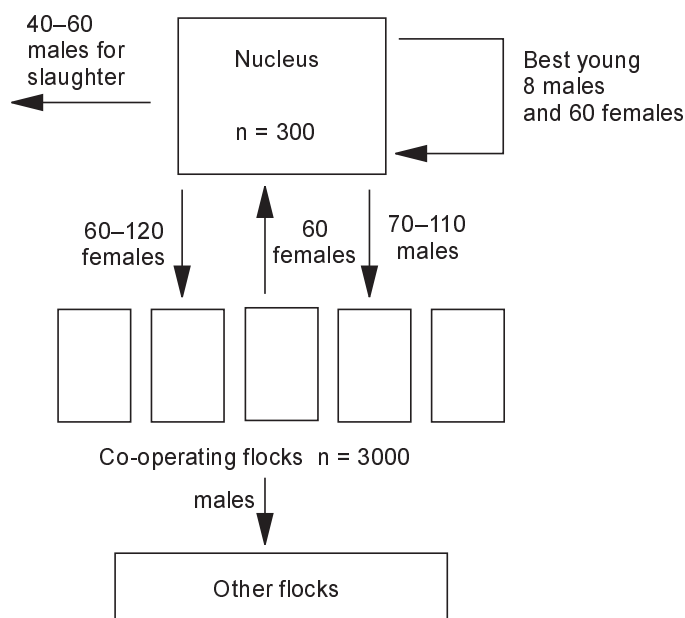 40–60
males for
slaughter
Nucleus
n = 300
Best young
8 males
and 60 females
60–120
females
60
females
70–110
males
Co-operating flocks n = 3000
males
Other flocks